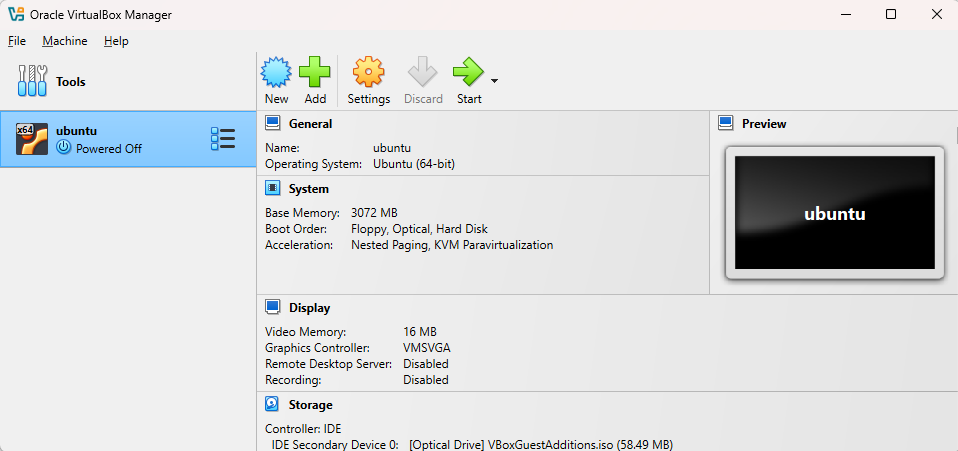 Oracle VirtualBox Manager
File Machine Help
Tools
New Add Settings Discard Start
x64
ubuntu
Powered Off
General
Name: ubuntu
Operating System: Ubuntu (64-bit)
System
Base Memory: 3072 MB
Boot Order: Floppy, Optical, Hard Disk
Acceleration: Nested Paging, KVM Paravirtualization
Preview
ubuntu
Display
Video Memory: 16 MB
Graphics Controller: VMSVGA
Remote Desktop Server: Disabled
Recording: Disabled
Storage
Controller: IDE
IDE Secondary Device 0: [Optical Drive] VBoxGuestAdditions.iso (58.49 MB)